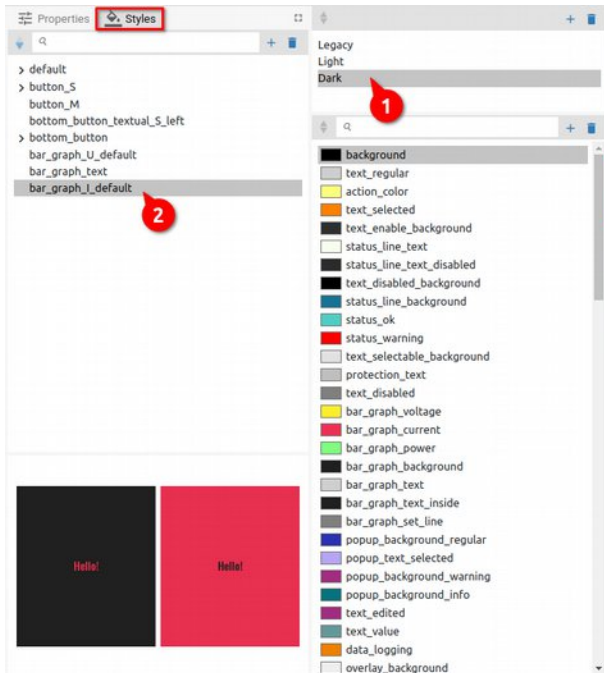 Properties
Styles
default
button_S
button_M
bottom_button_textual_S_left
bottom_button
bar_graph_U_default
bar_graph_text
bar_graph_I_default
2
Hello!
Hello!
Legacy
Light
Dark
1
background
text_regular
action_color
text_selected
text_enable_background
status_line_text
status_line_text_disabled
text_disabled_background
status_line_background
status_ok
status_warning
text_selectable_background
protection_text
text_disabled
bar_graph_voltage
bar_graph_current
bar_graph_power
bar_graph_background
bar_graph_text
bar_graph_text_inside
bar_graph_set_line
popup_background_regular
popup_text_selected
popup_background_warning
popup_background_info
text_edited
text_value
data_logging
overlay_background